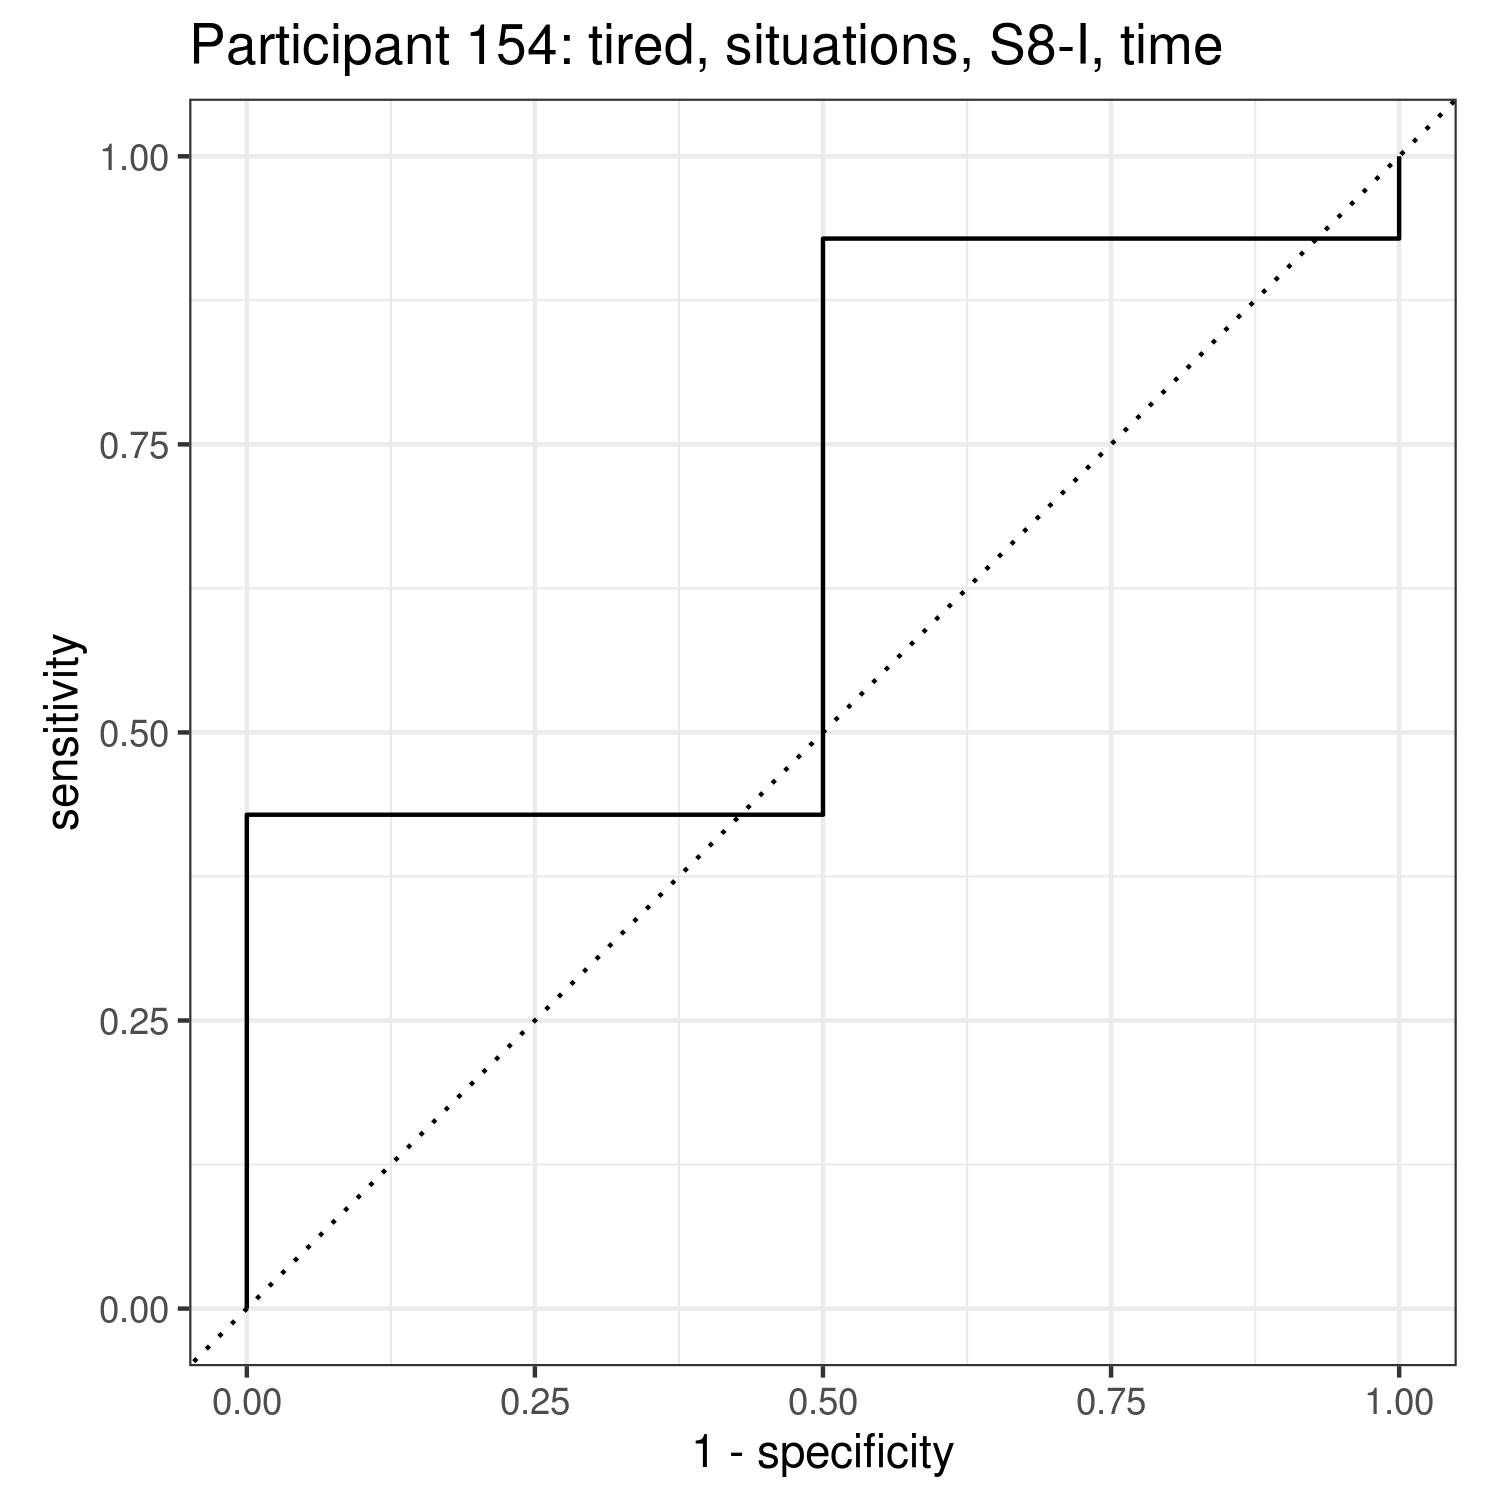 Participant 154: tired, situations, S8-I, time
1.00
0.75
0.50
0.25
0.00
sensitivity
0.00 0.25 0.50 0.75 1.00
1 - specificity